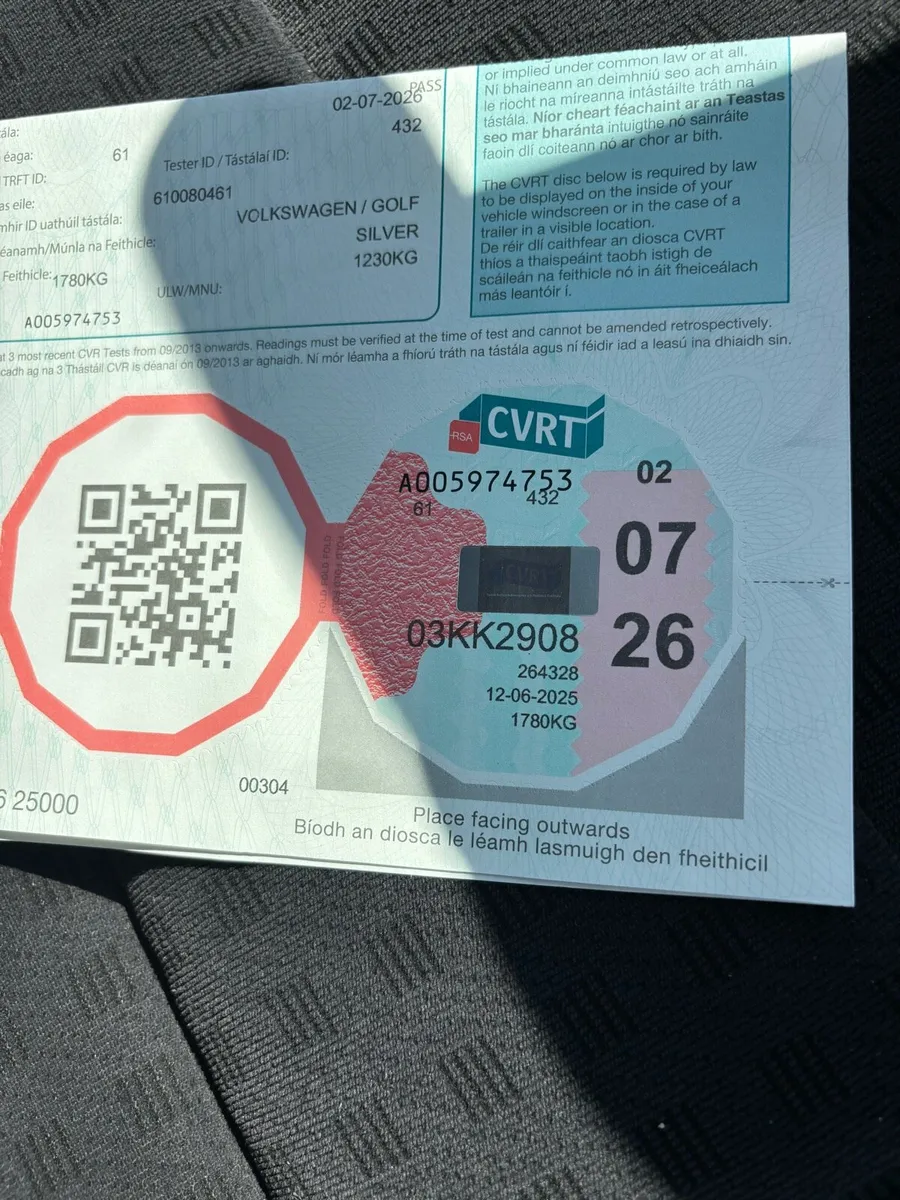 PASS
02-07-2026
432
tála:
éaga:
61
Tester ID / Tástálaí ID:
TRFT ID:
610080461
as eile:
mhir ID uathúil tástála:
VOLKSWAGEN / GOLF
éanamh/Múnla na Feithicle:
SILVER
Feithicle:
1780KG
1230KG
ULW/MNU:
A005974753
or implied under common law or at all.
Ní bhaineann an deimhniú seo ach amháin
le riocht na míreanna intástáilte tráth na
tástála. Níor cheart féachaint ar an Teastas
seo mar bharánta intuigthe nó sainráite
faoin dlí coiteann nó ar chor ar bith.
The CVRT disc below is required by law
to be displayed on the inside of your
vehicle windscreen or in the case of a
trailer in a visible location.
De réir dlí caithfear an diosca CVRT
thíos a thaispeáint taobh istigh de
scáileán na feithicle nó in áit fheiceálach
más leantóir í.
at 3 most recent CVR Tests from 09/2013 onwards. Readings must be verified at the time of test and cannot be amended retrospectively.
cadh ag na 3 Thástáil CVR is déanaí ón 09/2013 ar aghaidh. Ní mór léamha a fhíorú tráth na tástála agus ní féidir iad a leasú ina dhiaidh sin.
RSA
CVRT
A005974753
432
61
02
07
26
CVRT
03KK2908
264328
12-06-2025
1780KG
FOLD FOLD FOLD
00304
6 25000
Place facing outwards
Bíodh an diosca le léamh lasmuigh den fheithicil